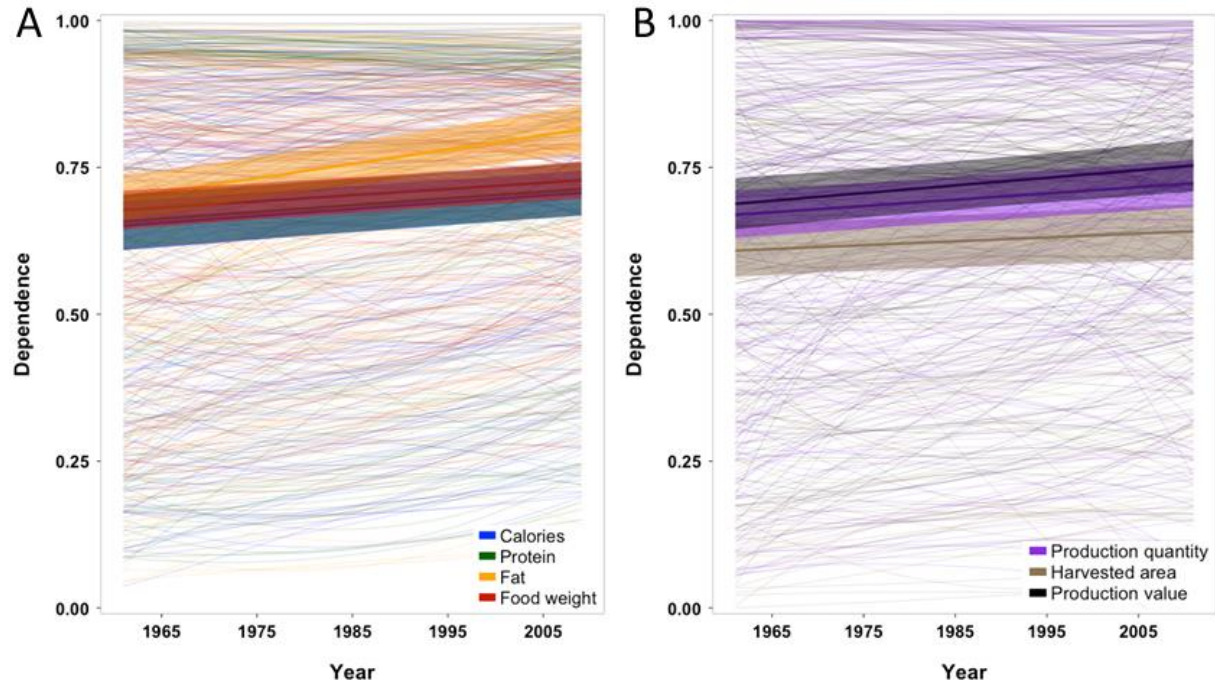 A
1.00
0.75
0.50
0.25
0.00
Dependence
1965 1975 1985 1995 2005
Year
Calories
Protein
Fat
Food weight
B
1.00
0.75
0.50
0.25
0.00
Dependence
1965 1975 1985 1995 2005
Year
Production quantity
Harvested area
Production value